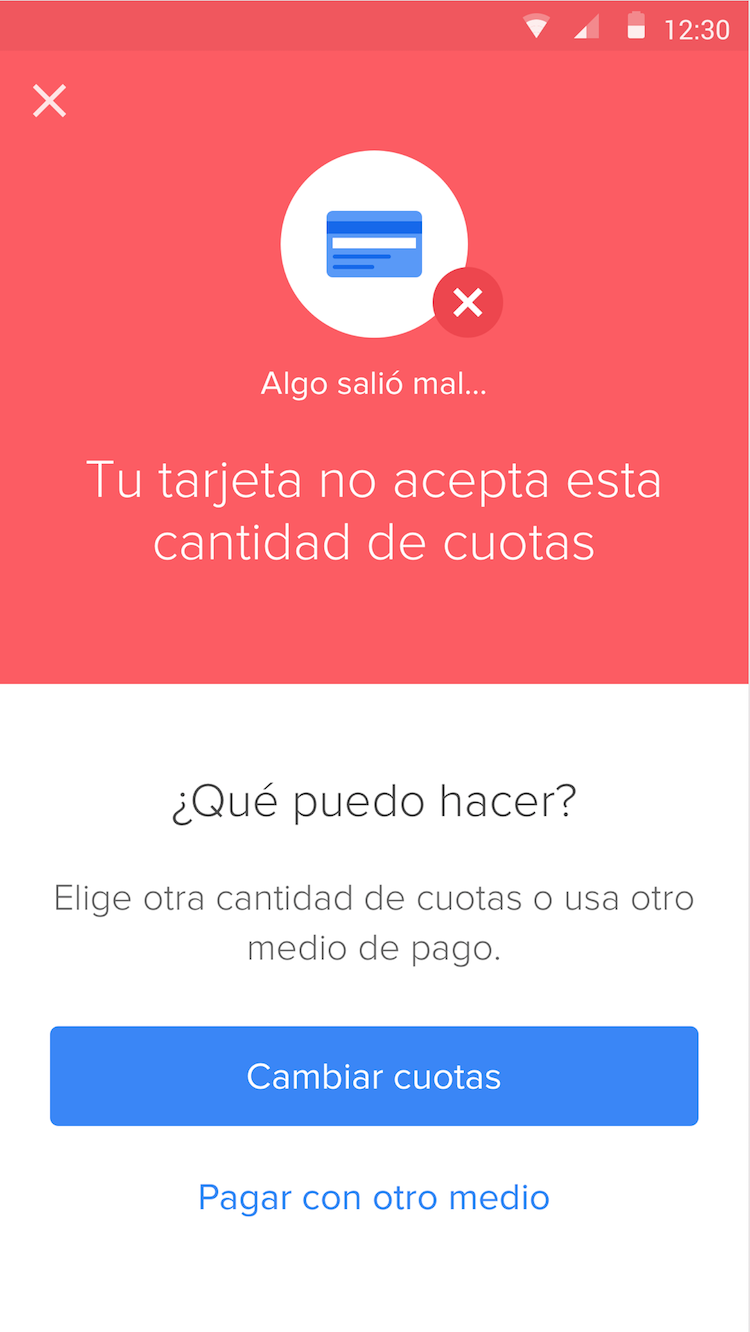 12:30
Algo salió mal...
Tu tarjeta no acepta esta
cantidad de cuotas
¿Qué puedo hacer?
Elige otra cantidad de cuotas o usa otro
medio de pago.
Cambiar cuotas
Pagar con otro medio